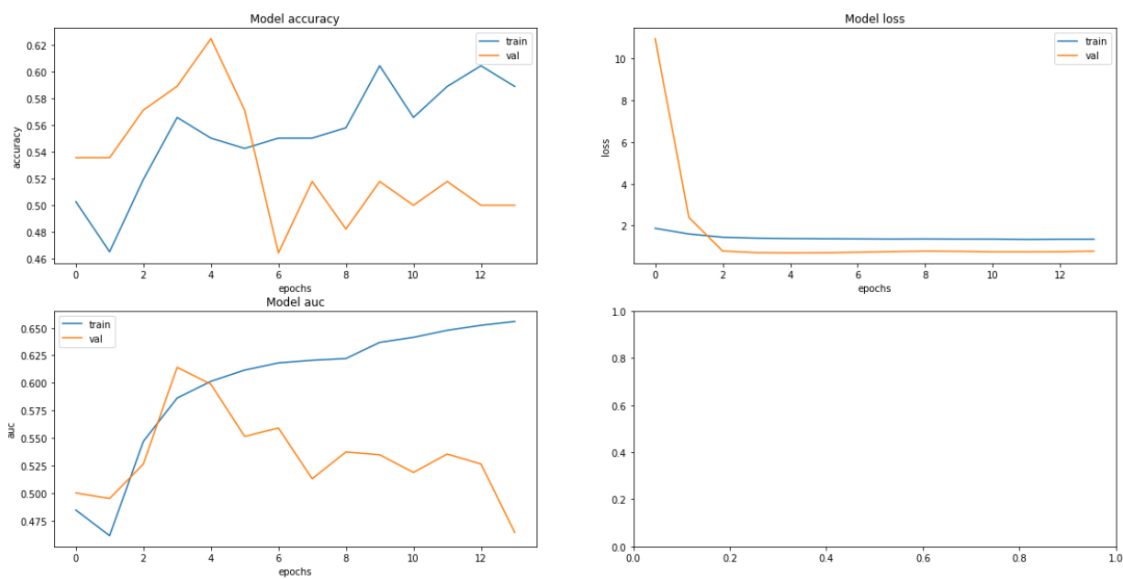 Model accuracy
train
val
0.62
0.60
0.58
0.56
0.54
0.52
0.50
0.48
0.46
accuracy
0 2 4 6 8 10 12
epochs
Model loss
train
val
10
8
6
4
2
loss
0 2 4 6 8 10 12
epochs
Model auc
train
val
0.650
0.625
0.600
0.575
0.550
0.525
0.500
0.475
auc
0 2 4 6 8 10 12
epochs
1.0
0.8
0.6
0.4
0.2
0.0
0.0 0.2 0.4 0.6 0.8 1.0